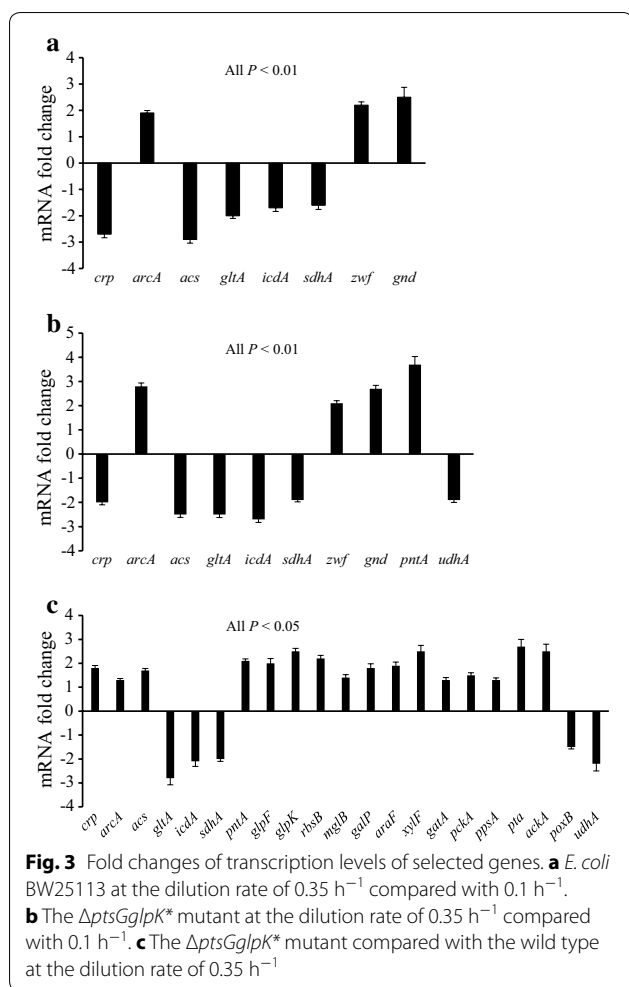 a
4
3
2
1
0
-1
-2
-3
-4
mRNA fold change
All P < 0.01
crp arcA acs gltA icdA sdhA zwf gnd
b
5
4
3
2
1
0
-1
-2
-3
-4
mRNA fold change
All P < 0.01
crp arcA acs gltA icdA sdhA zwf gnd pntA udhA
c
4
3
2
1
0
-1
-2
-3
-4
mRNA fold change
All P < 0.05
crp arcA acs gltA icdA sdhA pntA glpF glpK rbsB mglB galP araF xylF gatA pckA ppsA pta ackA poxB udhA
Fig. 3 Fold changes of transcription levels of selected genes. a E. coli
BW25113 at the dilution rate of 0.35 h⁻¹ compared with 0.1 h⁻¹.
b The ΔptsGglpK* mutant at the dilution rate of 0.35 h⁻¹ compared
with 0.1 h⁻¹. c The ΔptsGglpK* mutant compared with the wild type
at the dilution rate of 0.35 h⁻¹